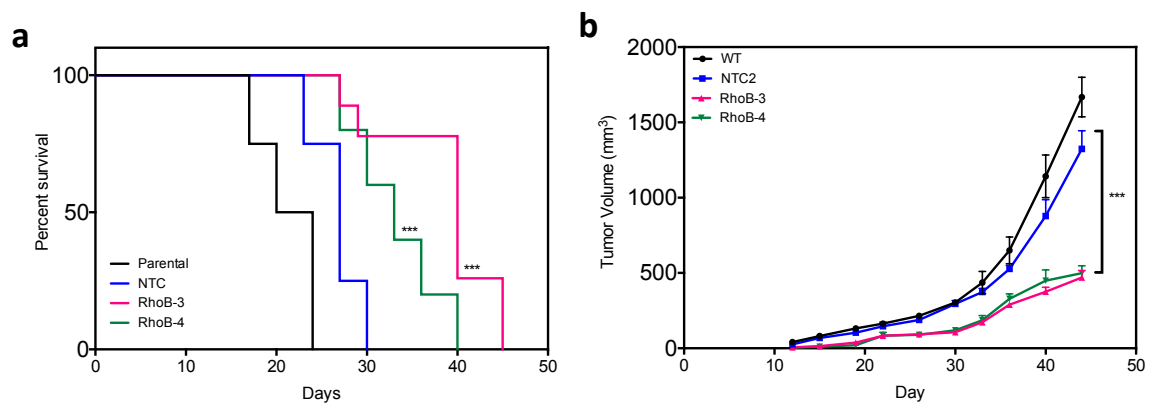 a
Percent survival
100
50
0
0 10 20 30 40 50
Days
Parental
NTC
RhoB-3
RhoB-4
***
***
b
Tumor Volume (mm³)
2000
1500
1000
500
0
0 10 20 30 40 50
Day
WT
NTC2
RhoB-3
RhoB-4
***